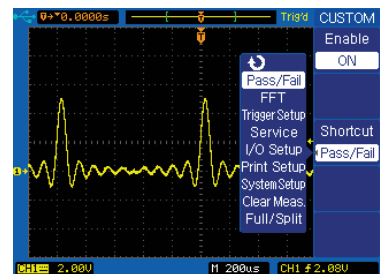 0.0000s
Trig'd
CUSTOM
T
Enable
ON
Pass/Fail
FFT
Trigger Setup
Service
I/O Setup
Print Setup
System Setup
Clear Meas.
Full/Split
Shortcut
Pass/Fail
1
CH1 2.00V
M 200us
CH1 2.08V